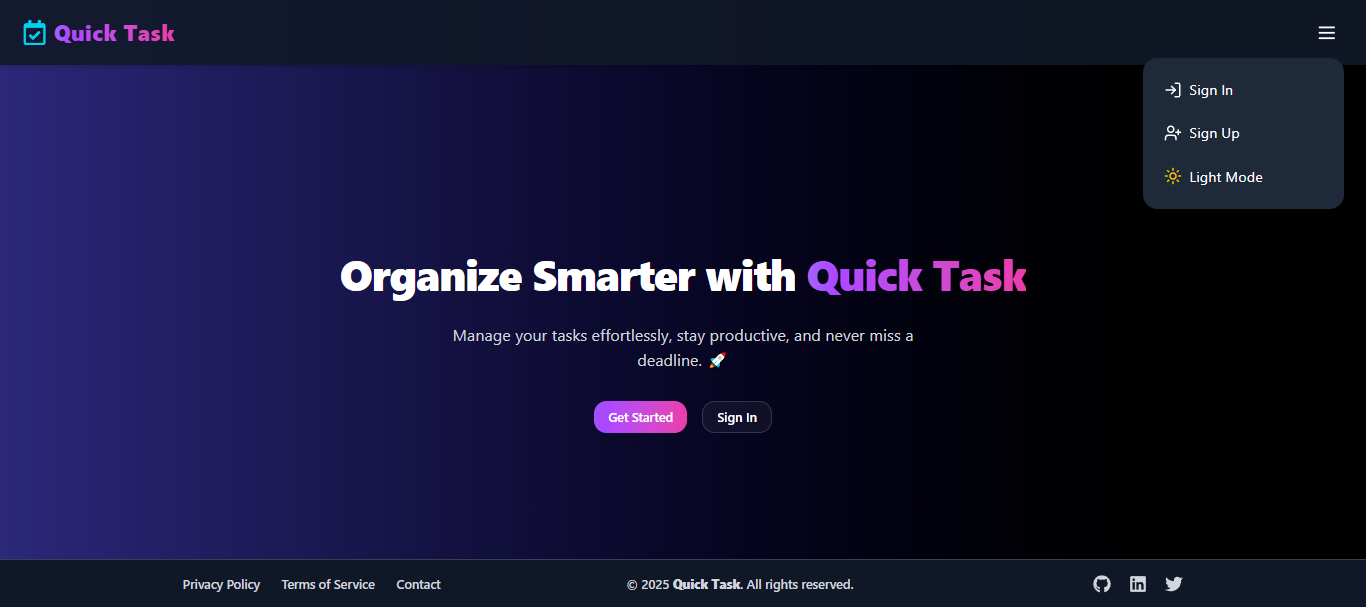 Quick Task
Sign In
Sign Up
Light Mode
Organize Smarter with Quick Task
Manage your tasks effortlessly, stay productive, and never miss a
deadline. 🚀
Get Started
Sign In
Privacy Policy
Terms of Service
Contact
© 2025 Quick Task. All rights reserved.